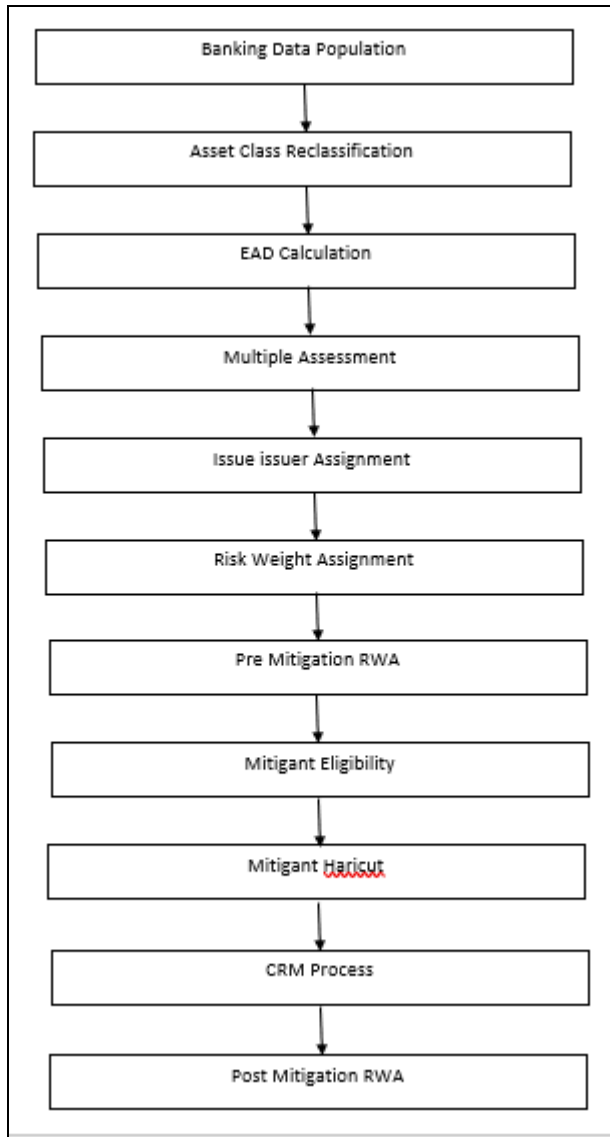 Banking Data Population
Asset Class Reclassification
EAD Calculation
Multiple Assessment
Issue issuer Assignment
Risk Weight Assignment
Pre Mitigation RWA
Mitigant Eligibility
Mitigant Haricut
CRM Process
Post Mitigation RWA